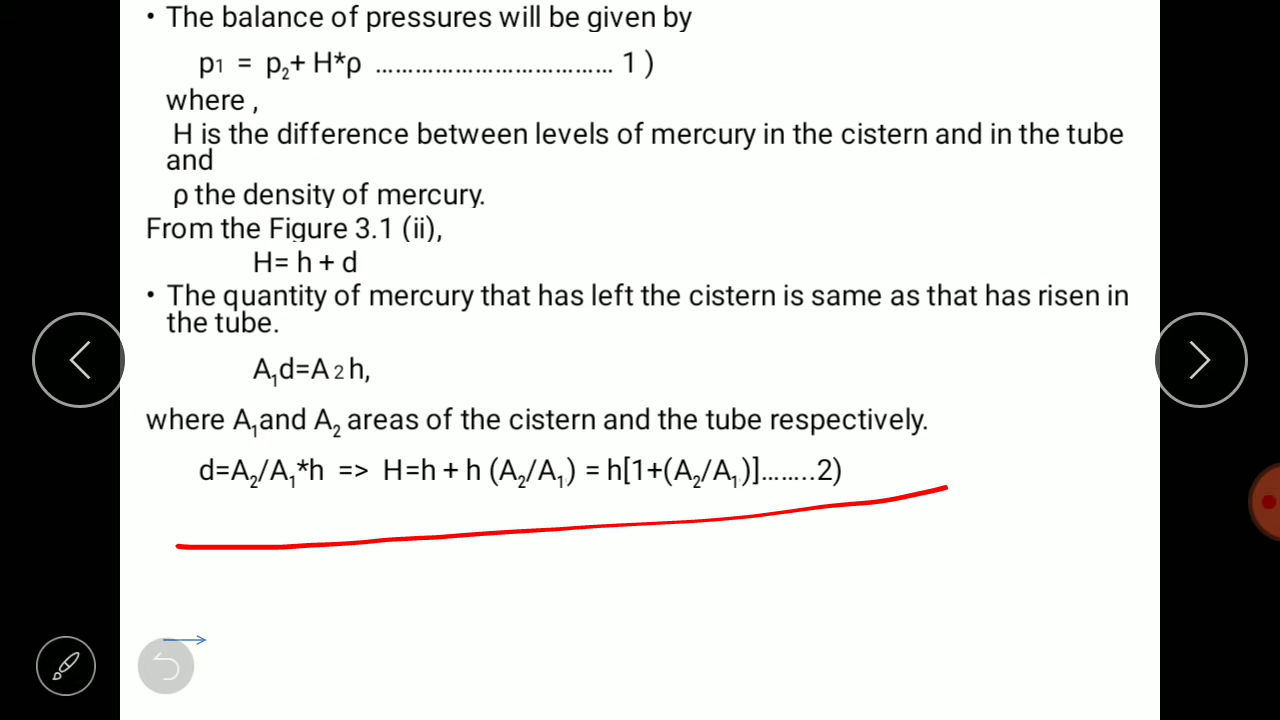 • The balance of pressures will be given by
p1 = p₂+ H*ρ ………………………………. 1 )
where ,
H is the difference between levels of mercury in the cistern and in the tube
and
ρ the density of mercury.
From the Figure 3.1 (ii),
H= h + d
• The quantity of mercury that has left the cistern is same as that has risen in
the tube.
A₁d=A 2 h,
where A₁and A₂ areas of the cistern and the tube respectively.
d=A₂/A₁*h => H=h + h (A₂/A₁) = h[1+(A₂/A₁)]……..2)